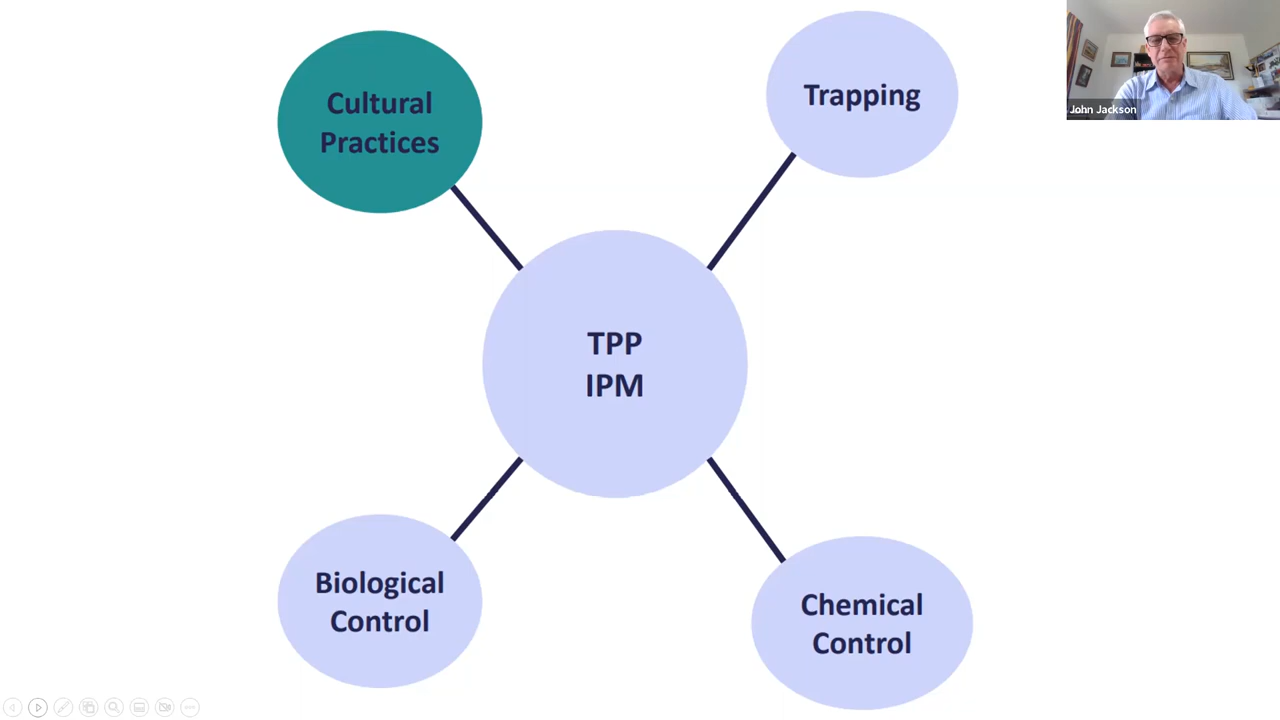 Cultural
Practices
Trapping
John Jackson
TPP
IPM
Biological
Control
Chemical
Control